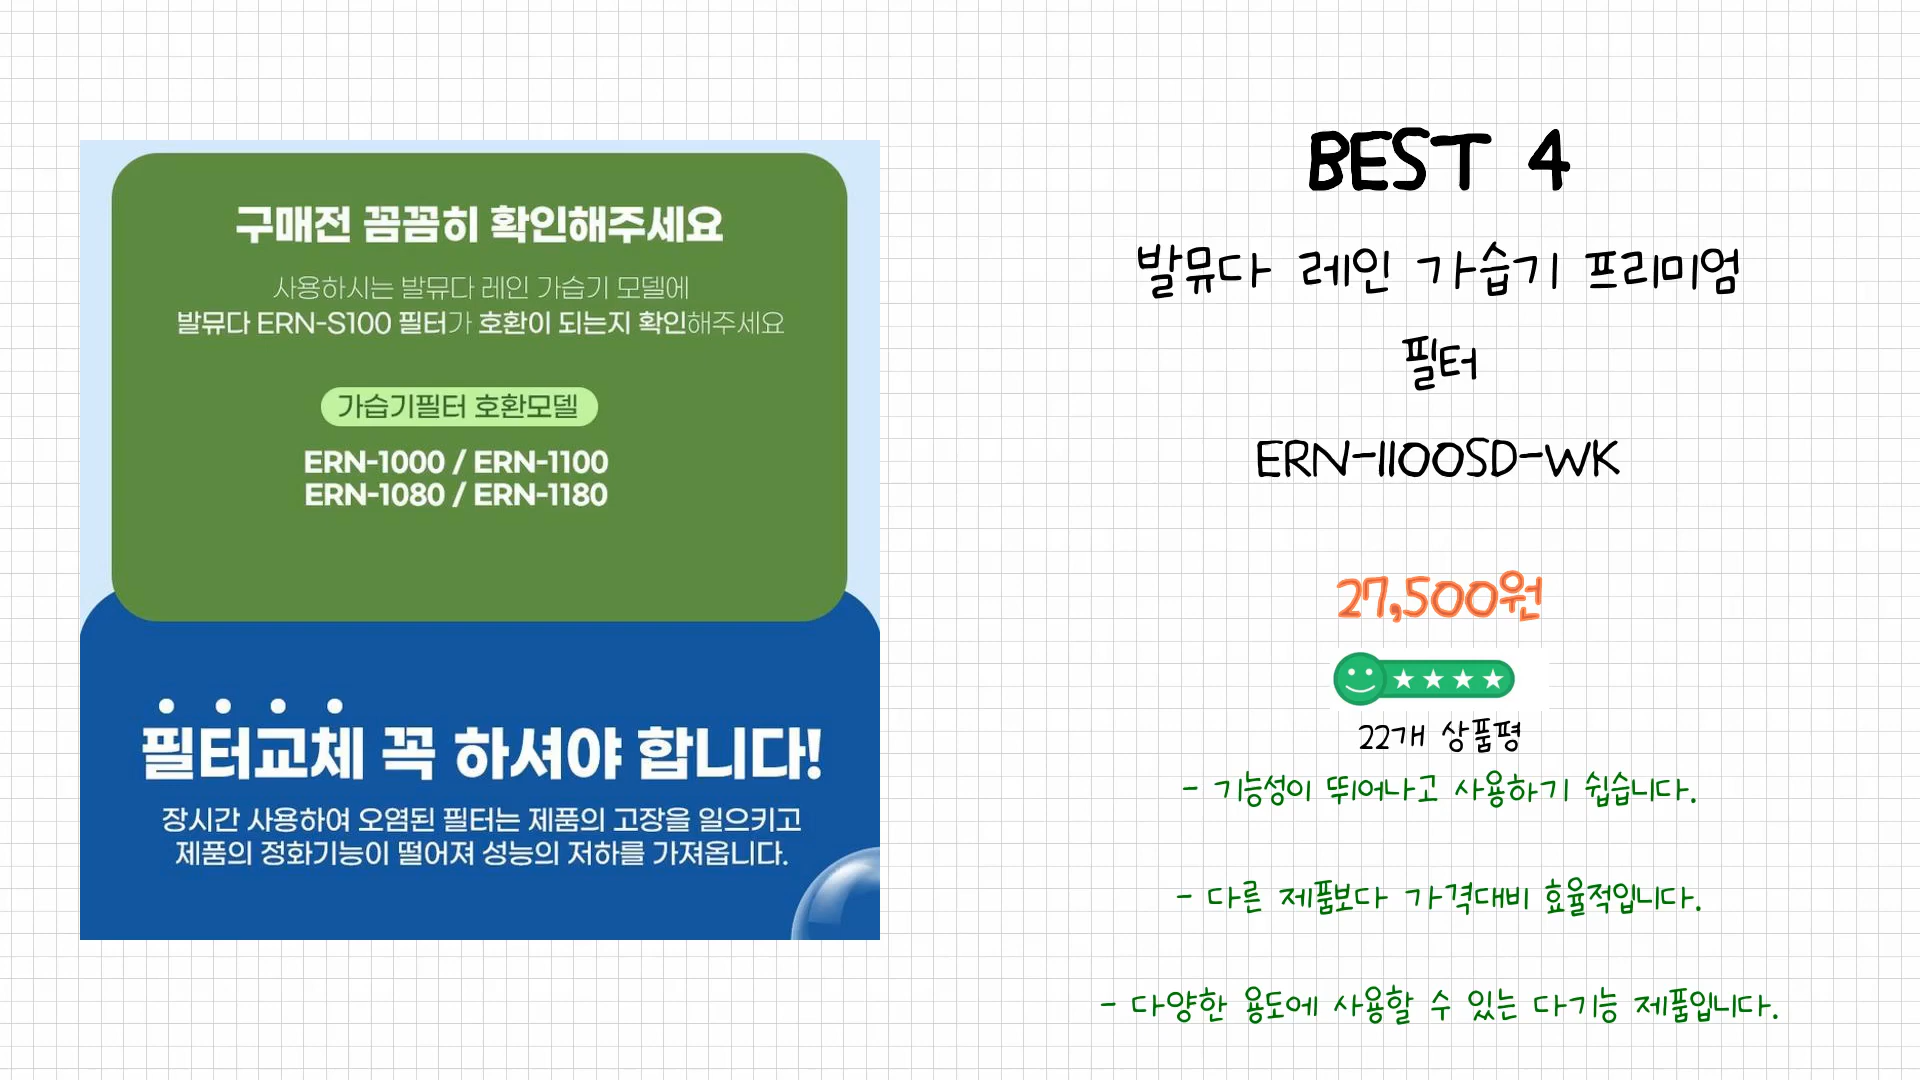 구매전 꼼꼼히 확인해주세요
사용하시는 발뮤다 레인 가습기 모델에
발뮤다 ERN-S100 필터가 호환이 되는지 확인해주세요
가습기필터 호환모델
ERN-1000 / ERN-1100
ERN-1080 / ERN-1180
필터교체 꼭 하셔야 합니다!
장시간 사용하여 오염된 필터는 제품의 고장을 일으키고
제품의 정화기능이 떨어져 성능의 저하를 가져옵니다.
BEST 4
발뮤다 레인 가습기 프리미엄
필터
ERN-1100SD-WK
27,500원
22개 상품평
- 기능성이 뛰어나고 사용하기 쉽습니다.
- 다른 제품보다 가격대비 효율적입니다.
- 다양한 용도에 사용할 수 있는 다기능 제품입니다.